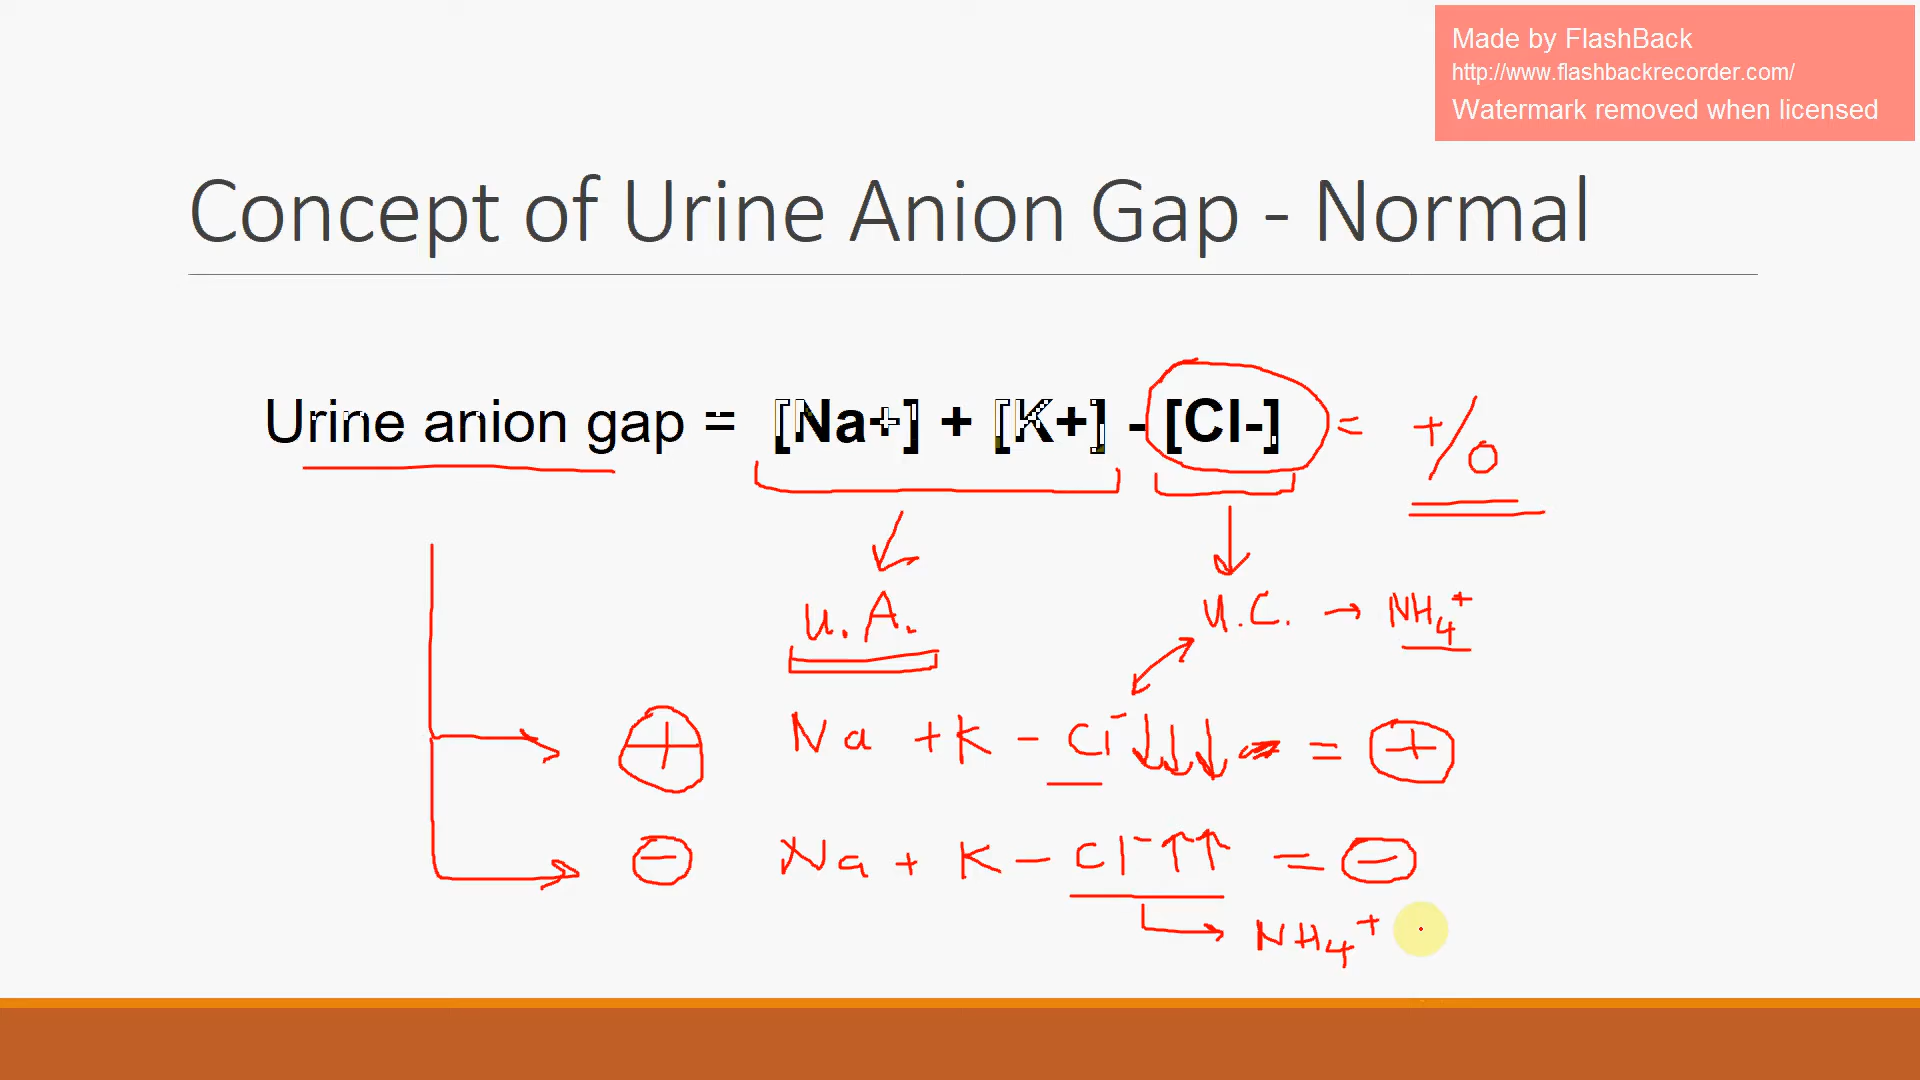 Made by FlashBack
http://www.flashbackrecorder.com/
Watermark removed when licensed
Concept of Urine Anion Gap - Normal
Urine anion gap = [Na+] + [K+] - [Cl-] = +/0
U.A. U.C. → NH4+
+ Na + K - Cl- ↓↓↓ = +
- Na + K - Cl- ↑↑ = -
NH4+